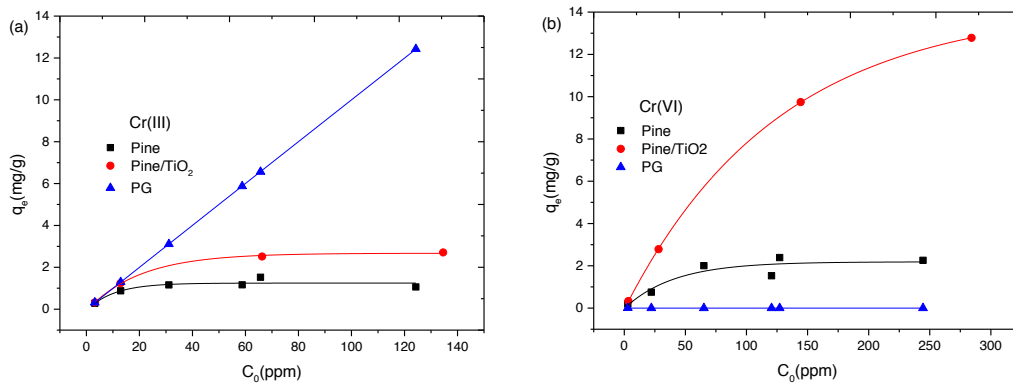 (a)
14
12
10
8
6
4
2
0
qe(mg/g)
Cr(III)
Pine
Pine/TiO2
PG
0 20 40 60 80 100 120 140
C0(ppm)
(b)
14
12
10
8
6
4
2
0
qe(mg/g)
Cr(VI)
Pine
Pine/TiO2
PG
0 50 100 150 200 250 300
C0(ppm)